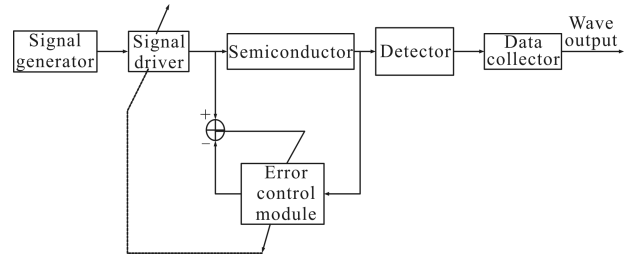 Signal
generator
Signal
driver
Semiconductor
Detector
Data
collector
Wave
output
+
−
Error
control
module